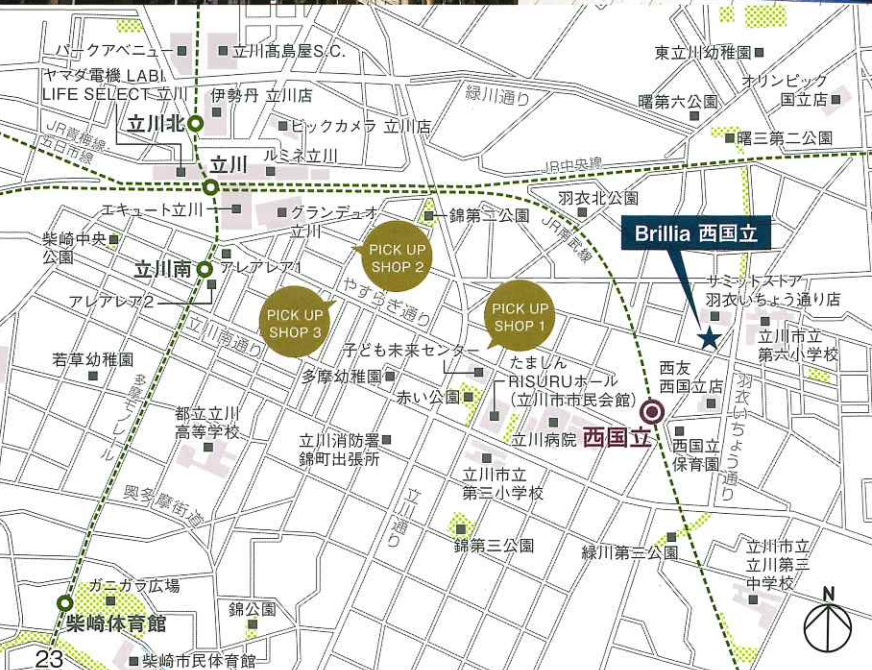 パークアベニュー
立川髙島屋S.C.
ヤマダ電機 LABI
LIFE SELECT 立川
伊勢丹 立川店
東立川幼稚園
オリンピック
国立店
曙第六公園
緑川通り
立川北
ビックカメラ 立川店
曙三第二公園
JR青梅線
五日市線
立川
ルミネ立川
JR中央線
エキュート立川
グランデュオ
立川
錦第二公園
羽衣北公園
JR南武線
Brillia 西国立
柴崎中央
公園
立川南
アレアレア1
アレアレア2
PICK UP
SHOP 2
PICK UP
SHOP 3
PICK UP
SHOP 1
やすらぎ通り
サミットストア
羽衣いちょう通り店
立川市立
第六小学校
立川南通り
子ども未来センター
若草幼稚園
多摩幼稚園
赤い公園
たましん
RISURUホール
(立川市市民会館)
西友
西国立店
羽衣いちょう通り
多摩モノレール
都立立川
高等学校
立川消防署
錦町出張所
立川病院
西国立
西国立
保育園
立川市立
第三小学校
奥多摩街道
立川通り
錦第三公園
緑川第三公園
立川市立
立川第三
中学校
ガニガラ広場
柴崎体育館
錦公園
N
23
柴崎市民体育館